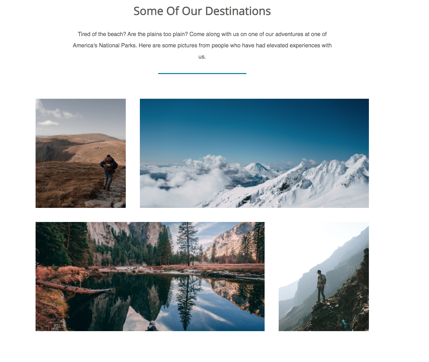 Some Of Our Destinations
Tired of the beach? Are the plains too plain? Come along with us on one of our adventures at one of
America's National Parks. Here are some pictures from people who have had elevated experiences with
us.